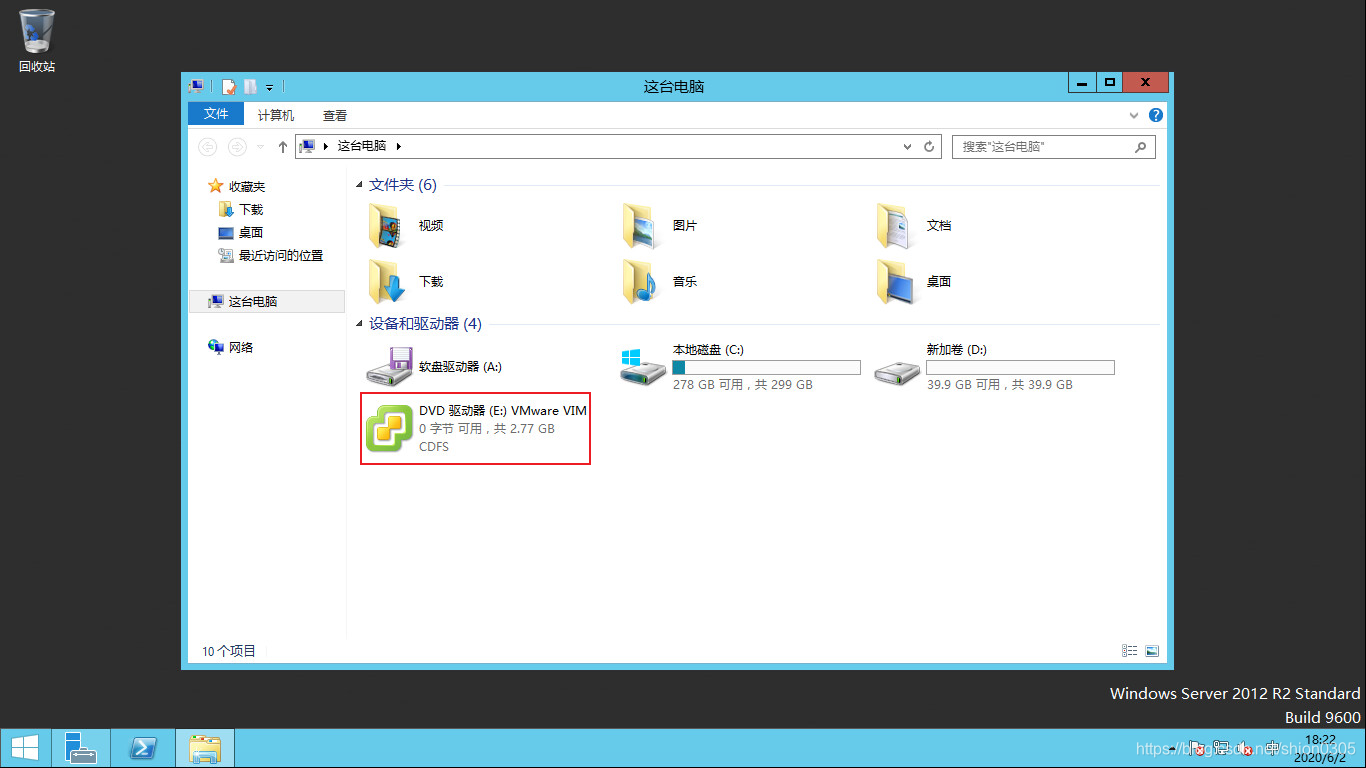 回收站
这台电脑
文件 计算机 查看
这台电脑
搜索"这台电脑"
收藏夹
下载
桌面
最近访问的位置
这台电脑
网络
文件夹 (6)
视频
图片
文档
下载
音乐
桌面
设备和驱动器 (4)
软盘驱动器 (A:)
本地磁盘 (C:)
278 GB 可用，共 299 GB
新加卷 (D:)
39.9 GB 可用，共 39.9 GB
DVD 驱动器 (E:) VMware VIM
0 字节 可用，共 2.77 GB
CDFS
10 个项目
Windows Server 2012 R2 Standard
Build 9600
中
18:22
2020/6/2
https://blog.csdn.net/shion0305